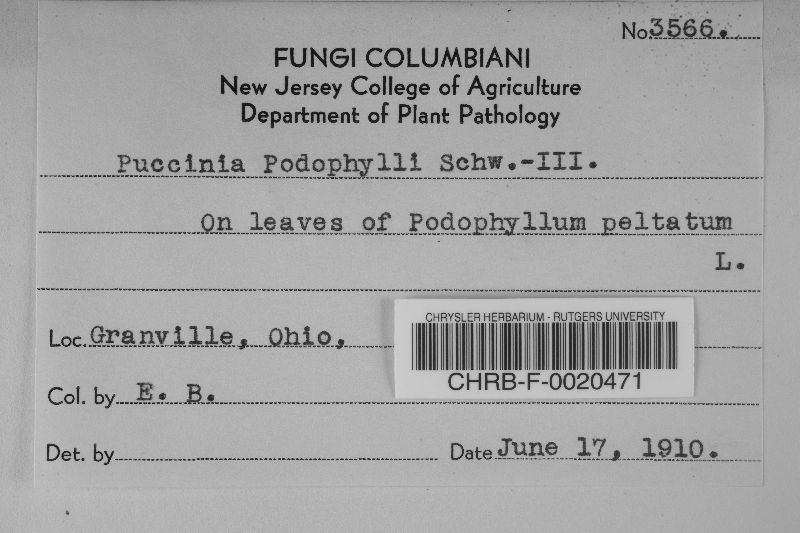 No. 3566.
FUNGI COLUMBIANI
New Jersey College of Agriculture
Department of Plant Pathology
Puccinia Podophylli Schw.-III.
On leaves of Podophyllum peltatum
L.
Loc. Granville, Ohio,
CHRYSLER HERBARIUM - RUTGERS UNIVERSITY
CHRB-F-0020471
Col. by E. B.
Det. by
Date June 17, 1910.